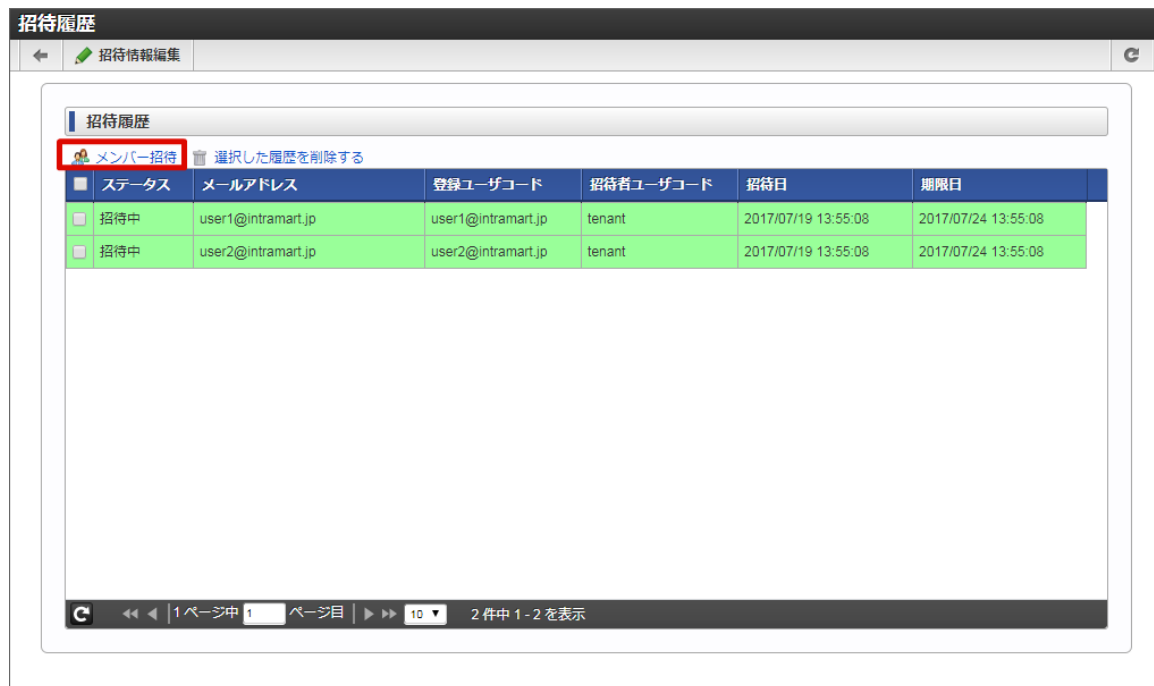 招待履歴
招待情報編集
招待履歴
メンバー招待 選択した履歴を削除する
ステータス メールアドレス 登録ユーザコード 招待者ユーザコード 招待日 期限日
招待中 user1@intramart.jp user1@intramart.jp tenant 2017/07/19 13:55:08 2017/07/24 13:55:08
招待中 user2@intramart.jp user2@intramart.jp tenant 2017/07/19 13:55:08 2017/07/24 13:55:08
1 ページ中 1 ページ目 10 2 件中 1 - 2 を表示